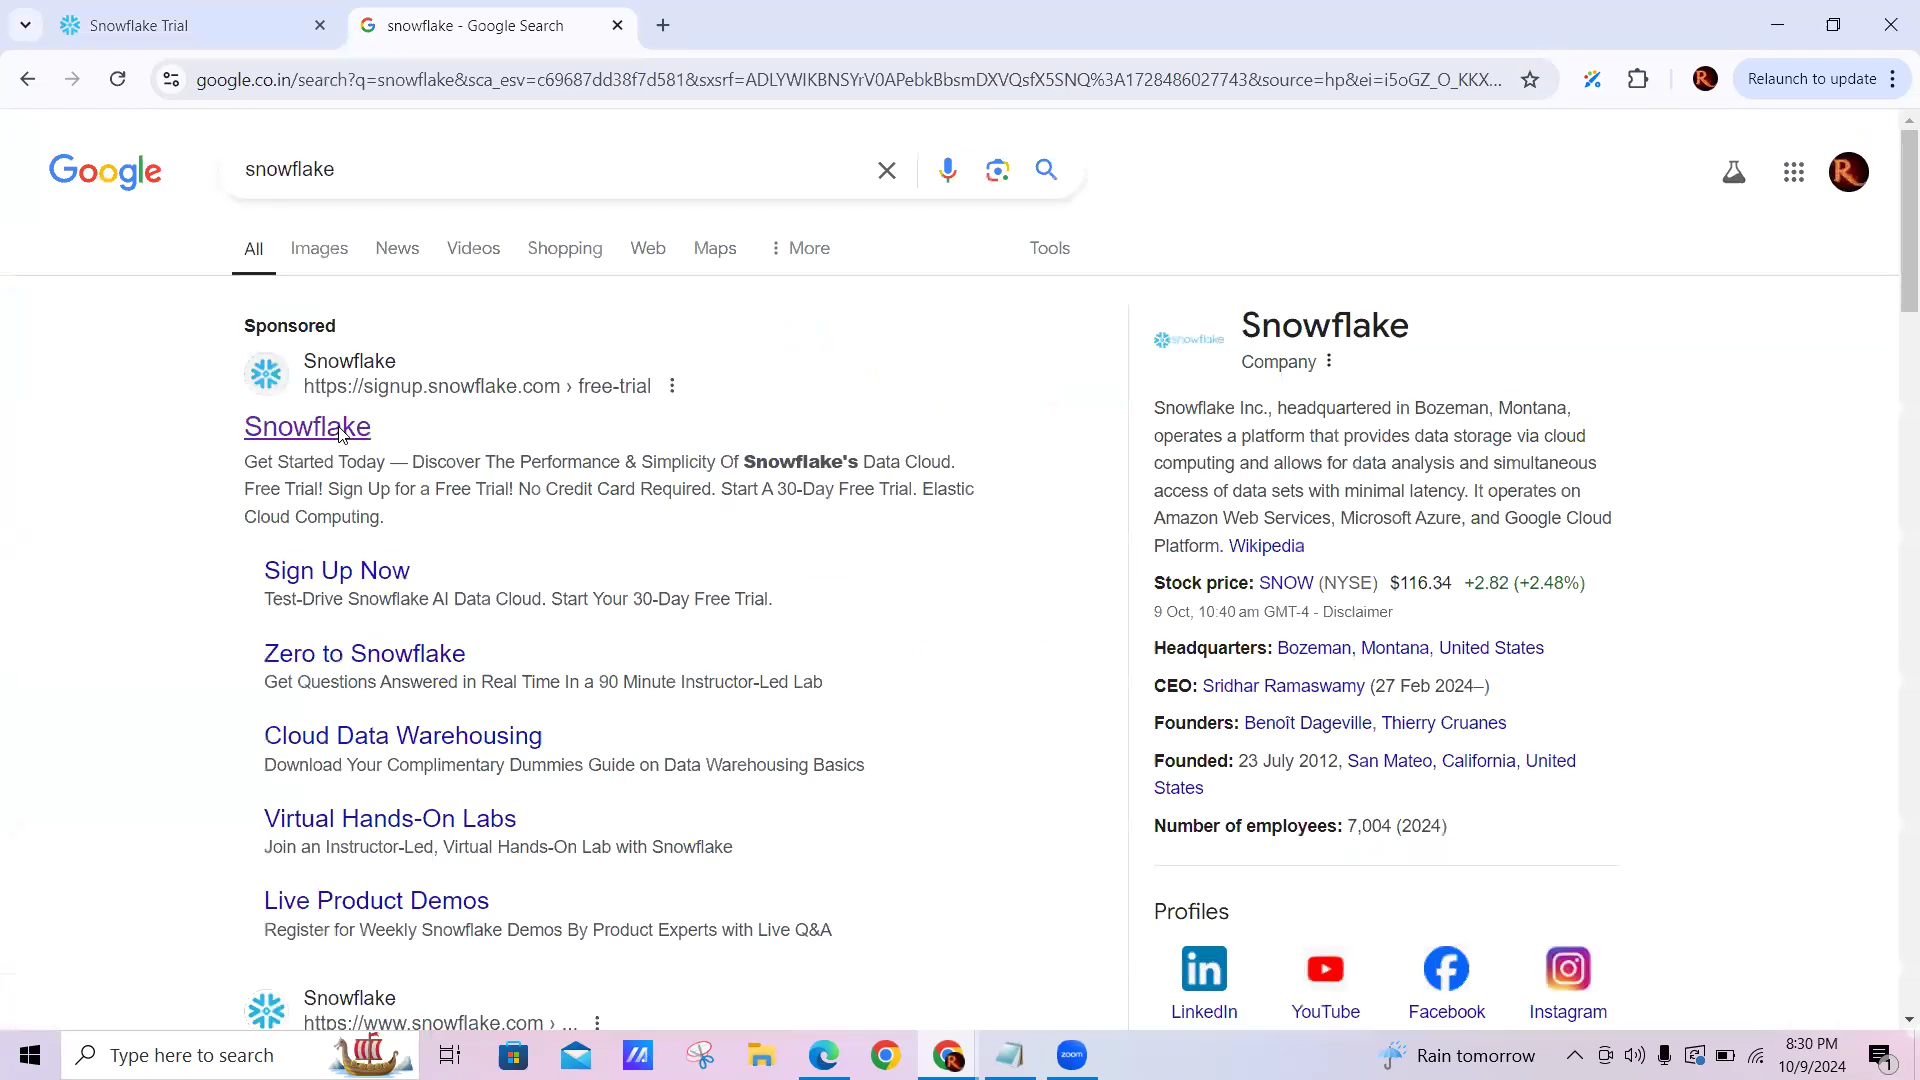 Snowflake Trial
snowflake - Google Search
google.co.in/search?q=snowflake&sca_esv=c69687dd38f7d581&sxsrf=ADLYWIKBNSYrV0APebkBbsmDXVQsfX5SNQ%3A1728486027743&source=hp&ei=i5oGZ_O_KKX...
Relaunch to update
Google
snowflake
All
Images
News
Videos
Shopping
Web
Maps
More
Tools
Sponsored
Snowflake
https://signup.snowflake.com › free-trial
Snowflake
Get Started Today — Discover The Performance & Simplicity Of Snowflake's Data Cloud.
Free Trial! Sign Up for a Free Trial! No Credit Card Required. Start A 30-Day Free Trial. Elastic
Cloud Computing.
Sign Up Now
Test-Drive Snowflake AI Data Cloud. Start Your 30-Day Free Trial.
Zero to Snowflake
Get Questions Answered in Real Time In a 90 Minute Instructor-Led Lab
Cloud Data Warehousing
Download Your Complimentary Dummies Guide on Data Warehousing Basics
Virtual Hands-On Labs
Join an Instructor-Led, Virtual Hands-On Lab with Snowflake
Live Product Demos
Register for Weekly Snowflake Demos By Product Experts with Live Q&A
Snowflake
https://www.snowflake.com › ...
snowflake
Snowflake
Company
Snowflake Inc., headquartered in Bozeman, Montana,
operates a platform that provides data storage via cloud
computing and allows for data analysis and simultaneous
access of data sets with minimal latency. It operates on
Amazon Web Services, Microsoft Azure, and Google Cloud
Platform. Wikipedia
Stock price: SNOW (NYSE) $116.34 +2.82 (+2.48%)
9 Oct, 10:40 am GMT-4 - Disclaimer
Headquarters: Bozeman, Montana, United States
CEO: Sridhar Ramaswamy (27 Feb 2024–)
Founders: Benoît Dageville, Thierry Cruanes
Founded: 23 July 2012, San Mateo, California, United
States
Number of employees: 7,004 (2024)
Profiles
LinkedIn
YouTube
Facebook
Instagram
Type here to search
zoom
Rain tomorrow
8:30 PM
10/9/2024
1